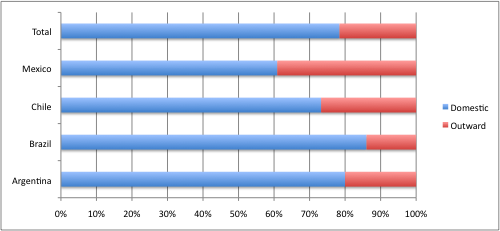 Total
Mexico
Chile
Brazil
Argentina
0% 10% 20% 30% 40% 50% 60% 70% 80% 90% 100%
Domestic
Outward